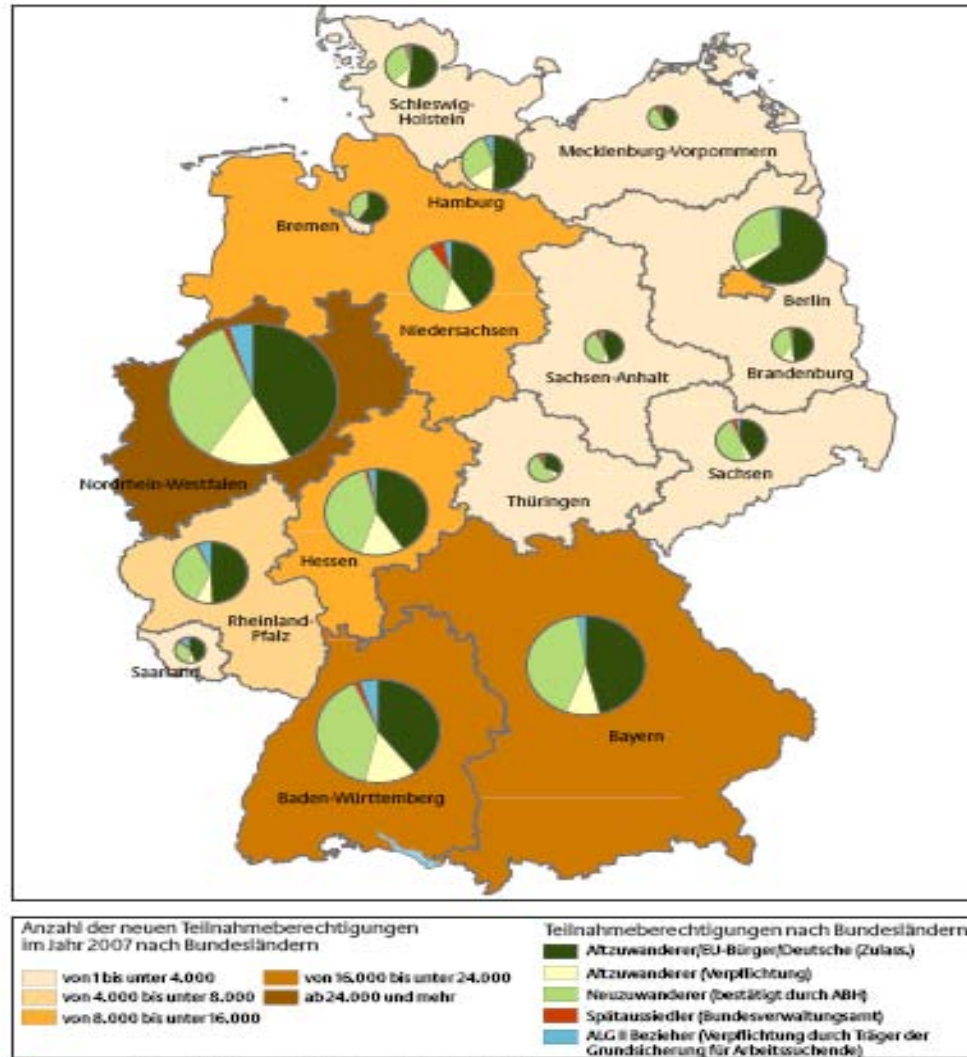 Schleswig-
Holstein
Mecklenburg-Vorpommern
Hamburg
Bremen
Berlin
Niedersachsen
Sachsen-Anhalt
Brandenburg
Nordrhein-Westfalen
Sachsen
Thüringen
Hessen
Rheinland-
Pfalz
Saarland
Bayern
Baden-Württemberg
Anzahl der neuen Teilnahmeberechtigungen
im Jahr 2007 nach Bundesländern
von 1 bis unter 4.000
von 4.000 bis unter 8.000
von 8.000 bis unter 16.000
von 16.000 bis unter 24.000
ab 24.000 und mehr
Teilnahmeberechtigungen nach Bundesländern
Altzuwanderer/EU-Bürger/Deutsche (Zulass.)
Altzuwanderer (Verpflichtung)
Neuzuwanderer (bestätigt durch ABH)
Spätaussiedler (Bundesverwaltungsamt)
ALG II Bezieher (Verpflichtung durch Träger der
Grundsicherung für Arbeitssuchende)